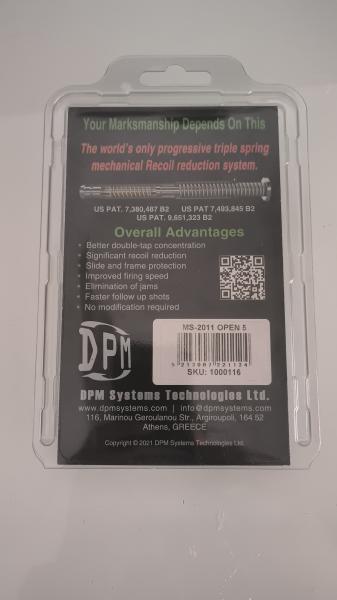 Your Marksmanship Depends On This
The world's only progressive triple spring
mechanical Recoil reduction system.
US PAT. 7,380,487 B2 US PAT 7,493,845 B2
US PAT. 9,651,323 B2
Overall Advantages
• Better double-tap concentration
• Significant recoil reduction
• Slide and frame protection
• Improved firing speed
• Elimination of jams
• Faster follow up shots
• No modification required
MS-2011 OPEN 5
SKU: 1000116
DPM
DPM Systems Technologies Ltd.
www.dpmsystems.com | info@dpmsystems.com
116, Marinou Geroulanou Str., Argiroupoli, 164 52
Athens, GREECE
Copyright © 2021 DPM Systems Technologies Ltd.